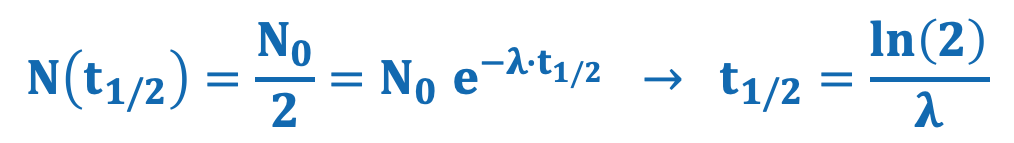 N(t₁/₂) = N₀/2 = N₀ e^(−λ·t₁/₂) → t₁/₂ = ln(2)/λ